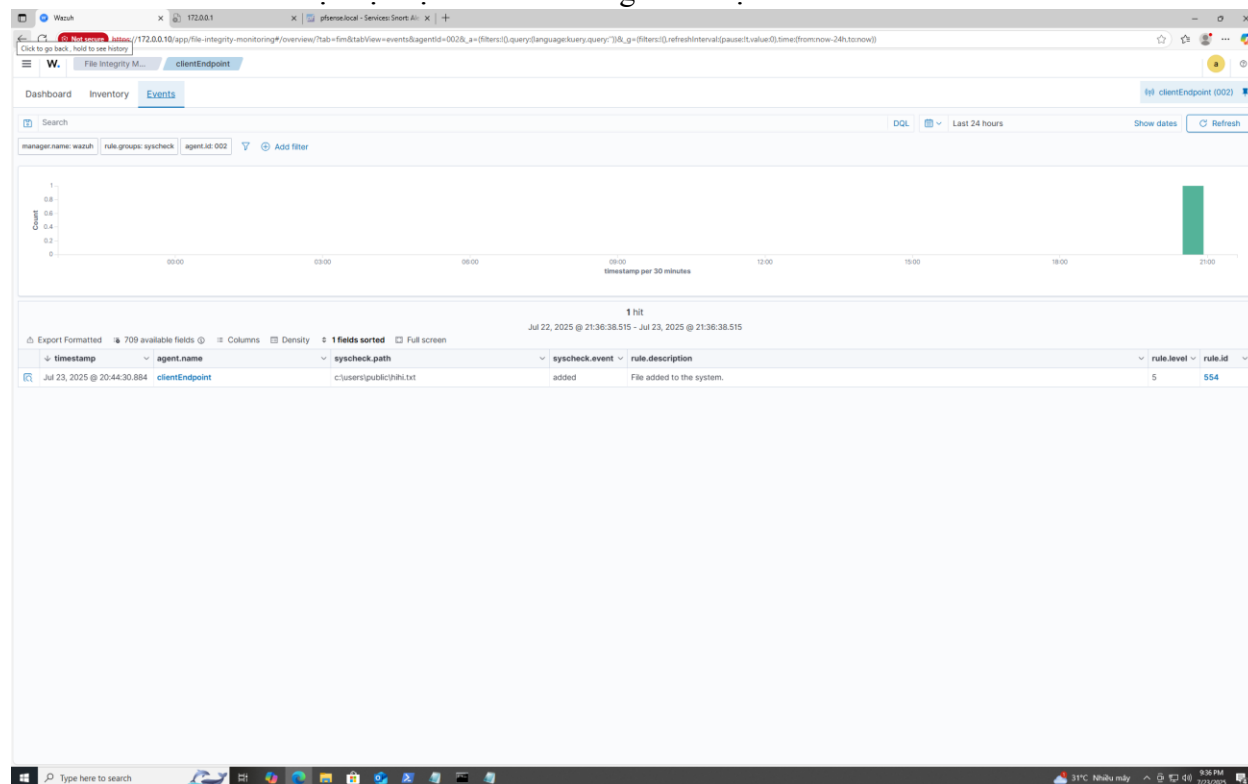 Wazuh
172.0.0.1
pfsense.local - Services: Snort: Al
Not secure https://172.0.0.10/app/file-integrity-monitoring#/overview/?tab=fim&tabView=events&agentId=002&_a=(filters:!(),query:(language:kuery,query:''))&_g=(filters:!(),refreshInterval:(pause:!t,value:0),time:(from:now-24h,to:now))
Click to go back, hold to see history
W. File Integrity M... clientEndpoint a
Dashboard Inventory Events clientEndpoint (002)
Search DQL Last 24 hours Show dates Refresh
manager.name: wazuh rule.groups: syscheck agent.id: 002 Add filter
Count
1
0.8
0.6
0.4
0.2
0
00:00 03:00 06:00 09:00 12:00 15:00 18:00 21:00
timestamp per 30 minutes
1 hit
Jul 22, 2025 @ 21:36:38.515 - Jul 23, 2025 @ 21:36:38.515
Export Formatted 709 available fields Columns Density 1 fields sorted Full screen
timestamp agent.name syscheck.path syscheck.event rule.description rule.level rule.id
Jul 23, 2025 @ 20:44:30.884 clientEndpoint c:\users\public\hihi.txt added File added to the system. 5 554
Type here to search 31°C Nhiều mây 9:36 PM
7/23/2025